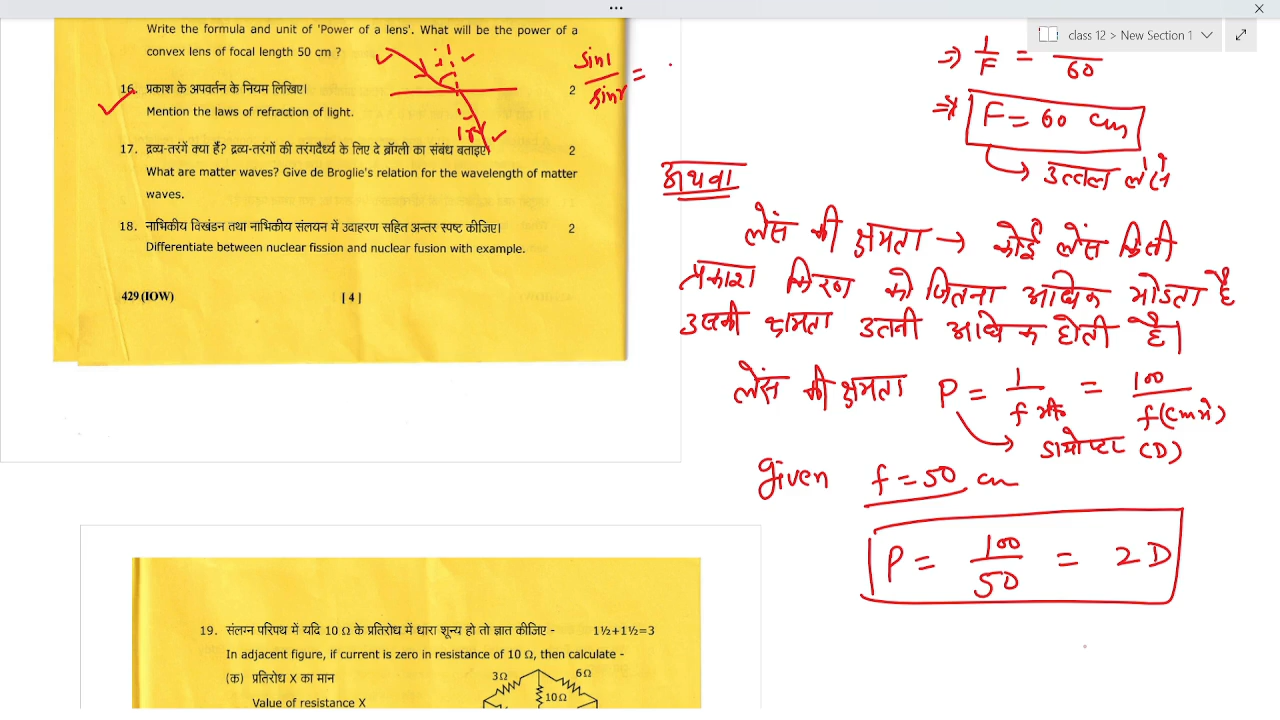 Write the formula and unit of 'Power of a lens'. What will be the power of a
convex lens of focal length 50 cm ?
16. प्रकाश के अपवर्तन के नियम लिखिए। 2
Mention the laws of refraction of light.
17. द्रव्य-तरंगें क्या हैं? द्रव्य-तरंगों की तरंगदैर्ध्य के लिए दे ब्रॉग्ली का संबंध बताइए। 2
What are matter waves? Give de Broglie's relation for the wavelength of matter
waves.
18. नाभिकीय विखंडन तथा नाभिकीय संलयन में उदाहरण सहित अन्तर स्पष्ट कीजिए। 2
Differentiate between nuclear fission and nuclear fusion with example.
429 (IOW) [ 4 ]
i
r
sini / sinr =
19. संलग्न परिपथ में यदि 10 Ω के प्रतिरोध में धारा शून्य हो तो ज्ञात कीजिए - 1½+1½=3
In adjacent figure, if current is zero in resistance of 10 Ω, then calculate -
(क) प्रतिरोध X का मान
Value of resistance X
3Ω 6Ω
10Ω
class 12 > New Section 1
⇒ 1/F = /60
⇒ F = 60 cm
→ उत्तल लेंस
अथवा
लेंस की क्षमता → कोई लेंस किसी
प्रकाश किरण को जितना अधिक मोडता है
उसकी क्षमता उतनी अधिक होती है।
लेंस की क्षमता P = 1/f मी० = 100/f(cm में)
→ डायोप्टर (D)
Given f = 50 cm
P = 100/50 = 2D